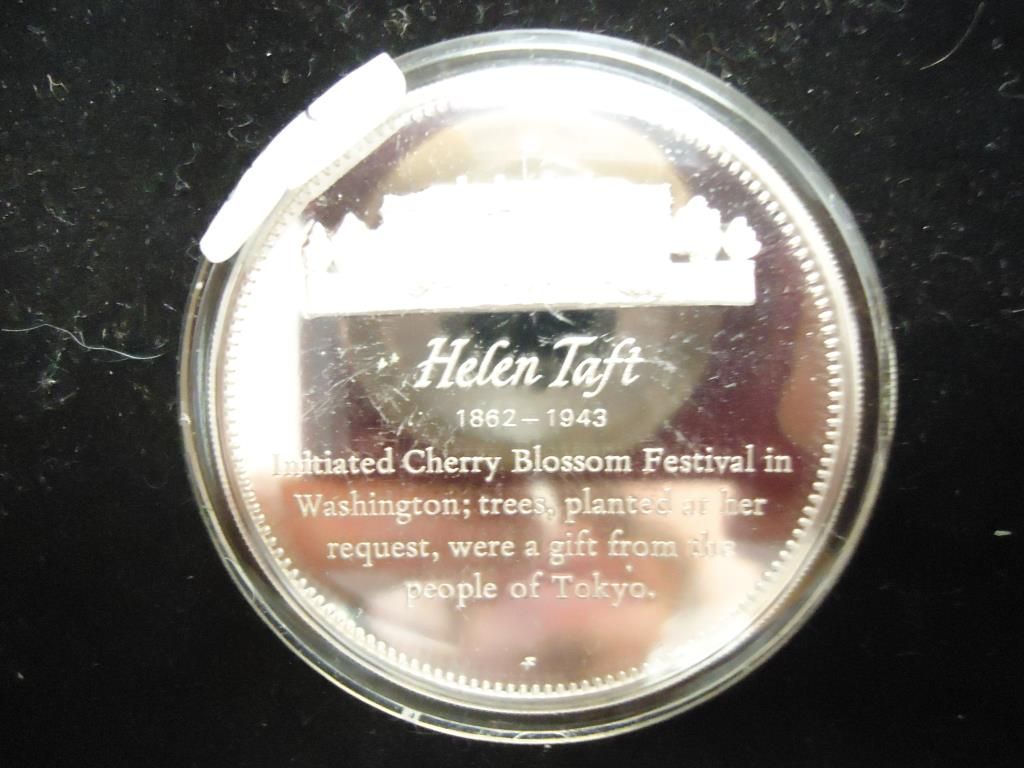 Helen Taft
1862–1943
Initiated Cherry Blossom Festival in
Washington; trees, planted at her
request, were a gift from the
people of Tokyo.